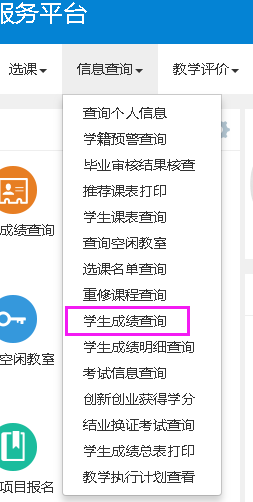 服务平台
选课 信息查询 教学评价
查询个人信息
学籍预警查询
毕业审核结果核查
推荐课表打印
学生课表查询
查询空闲教室
选课名单查询
重修课程查询
学生成绩查询
学生成绩明细查询
考试信息查询
创新创业获得学分
结业换证考试查询
学生成绩总表打印
教学执行计划查看
成绩查询
空闲教室
项目报名